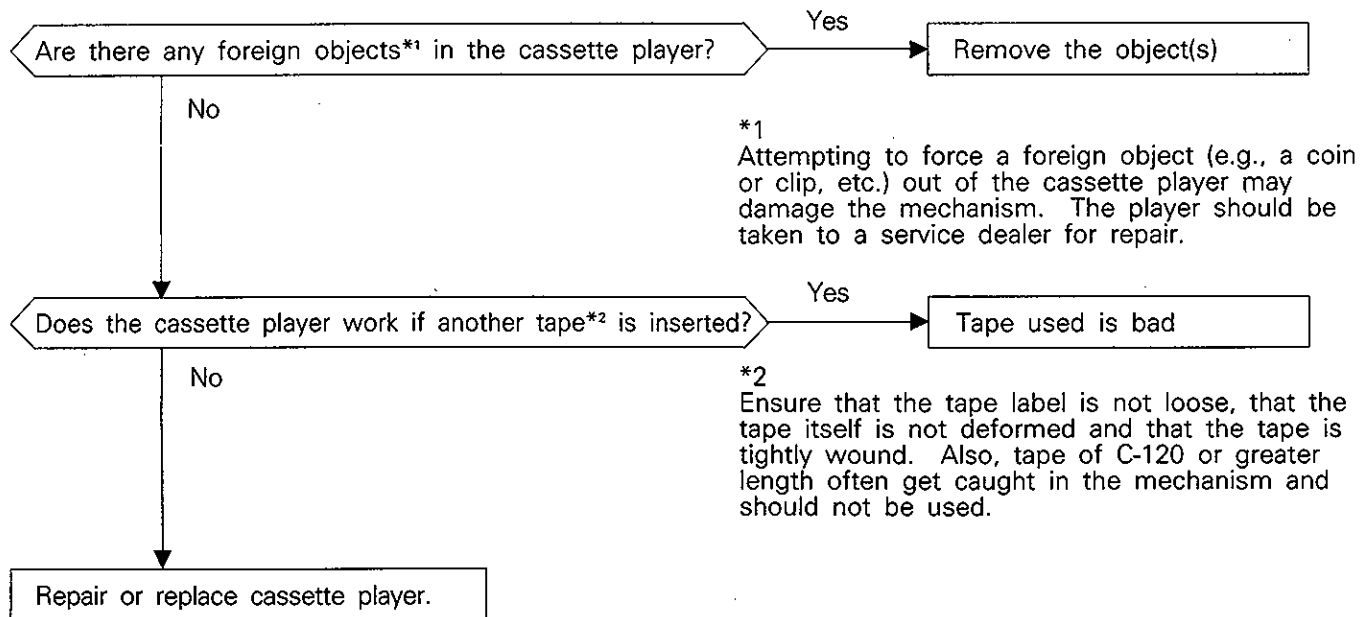 Yes
Are there any foreign objects*1 in the cassette player?
Remove the object(s)
No
*1
Attempting to force a foreign object (e.g., a coin
or clip, etc.) out of the cassette player may
damage the mechanism. The player should be
taken to a service dealer for repair.
Yes
Does the cassette player work if another tape*2 is inserted?
Tape used is bad
No
*2
Ensure that the tape label is not loose, that the
tape itself is not deformed and that the tape is
tightly wound. Also, tape of C-120 or greater
length often get caught in the mechanism and
should not be used.
Repair or replace cassette player.